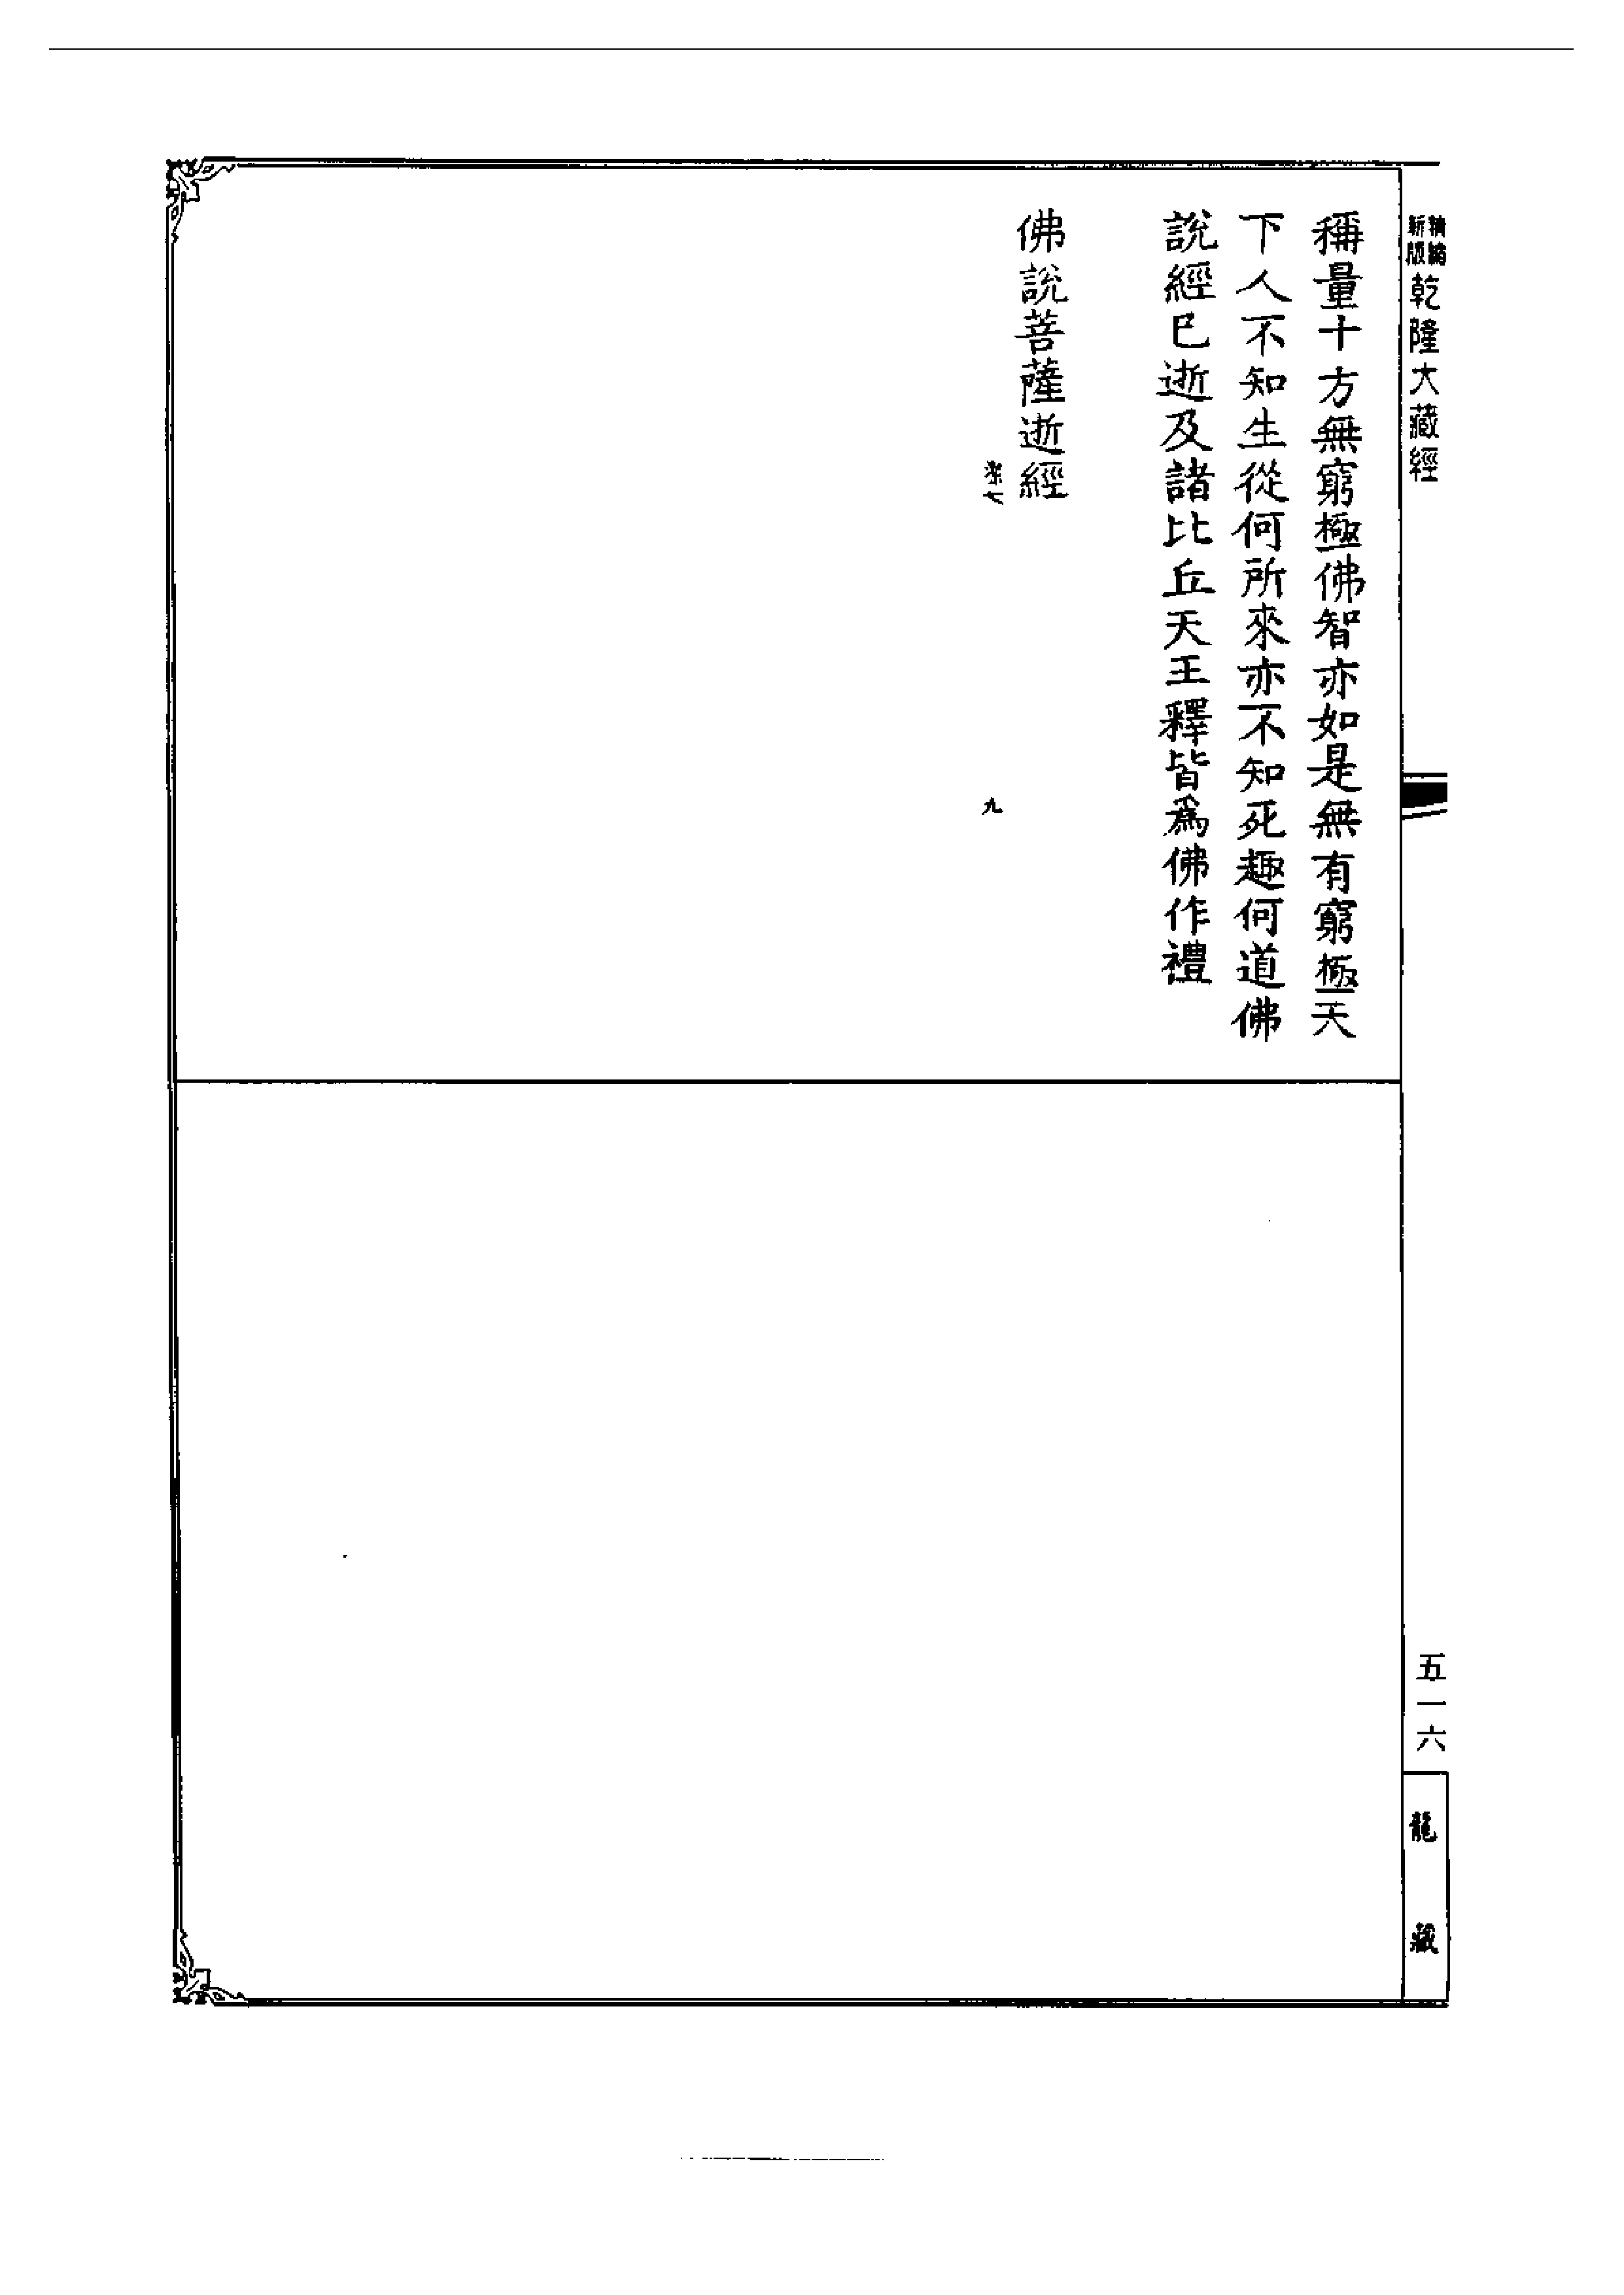 精編
新版
乾隆大藏經
五一六
龍藏
稱量十方無窮極佛智亦如是無有窮極天
下人不知生從何所來亦不知死趣何道佛
說經已逝及諸比丘天王釋皆爲佛作禮
佛說菩薩逝經
九